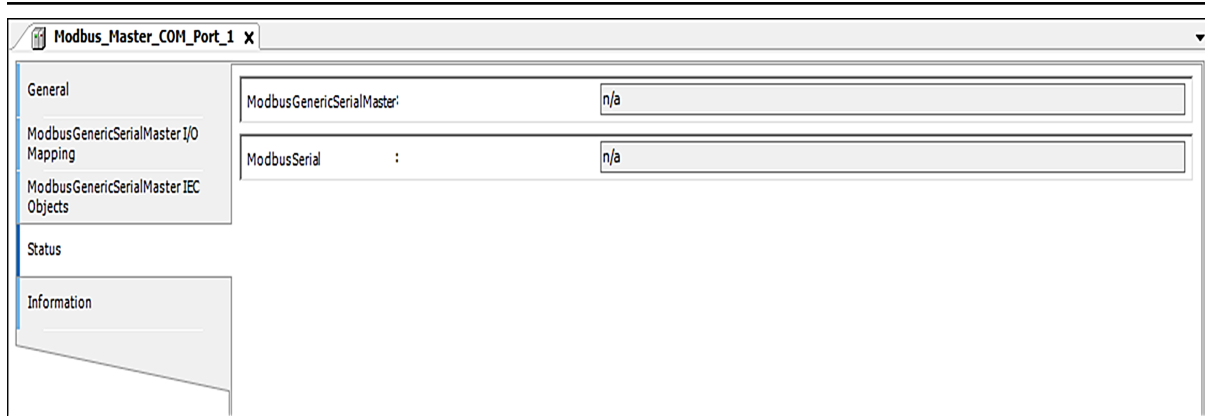 Modbus_Master_COM_Port_1 X
General
ModbusGenericSerialMaster I/O
Mapping
ModbusGenericSerialMaster IEC
Objects
Status
Information
ModbusGenericSerialMaster: n/a
ModbusSerial : n/a